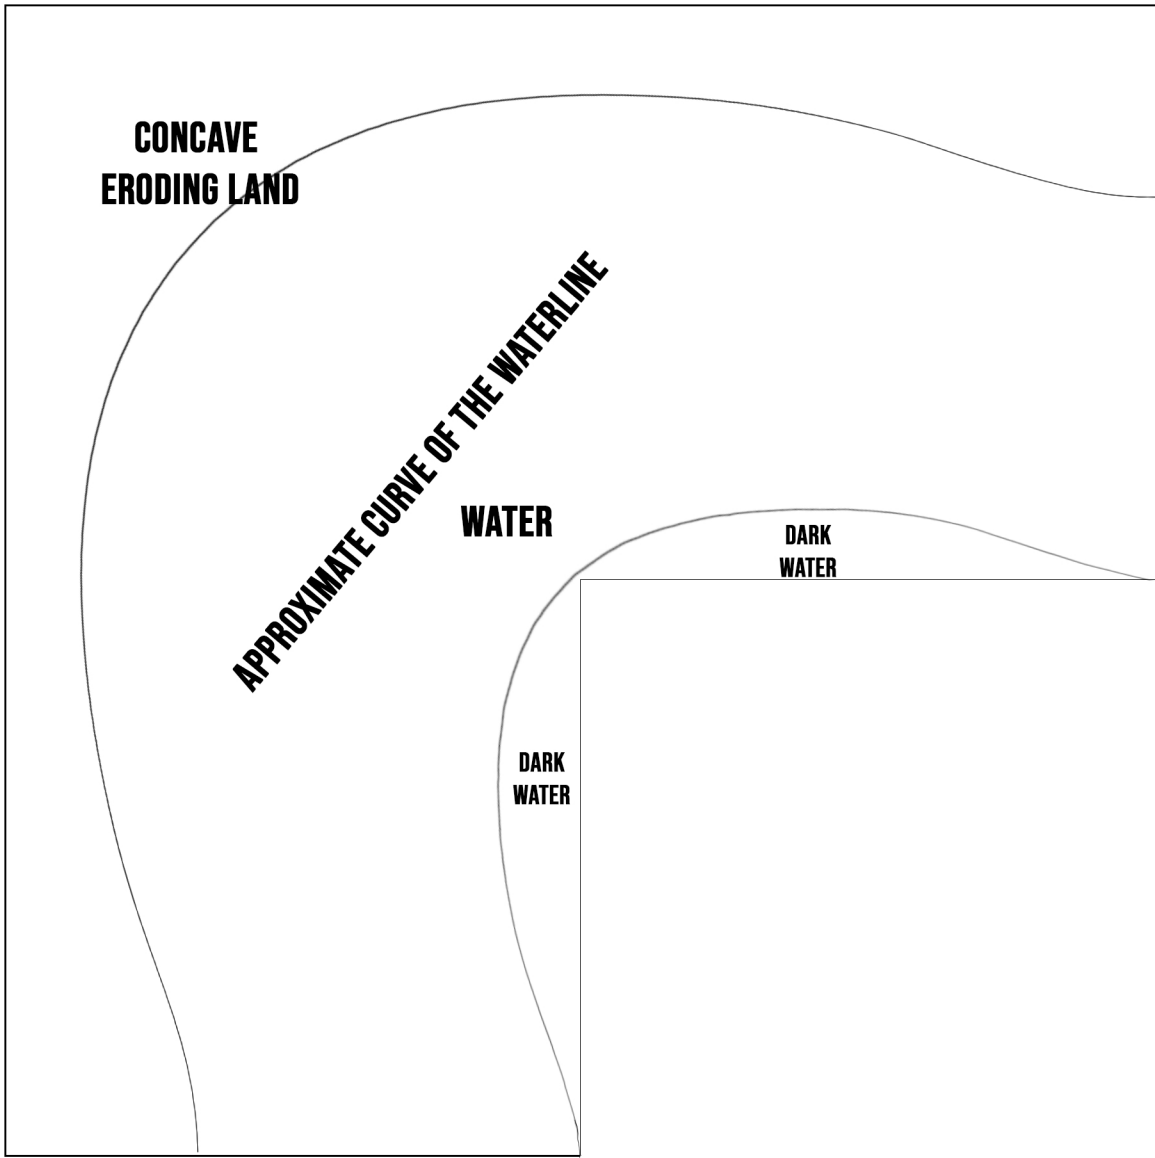 CONCAVE
ERODING LAND
APPROXIMATE CURVE OF THE WATERLINE
WATER
DARK
WATER
DARK
WATER